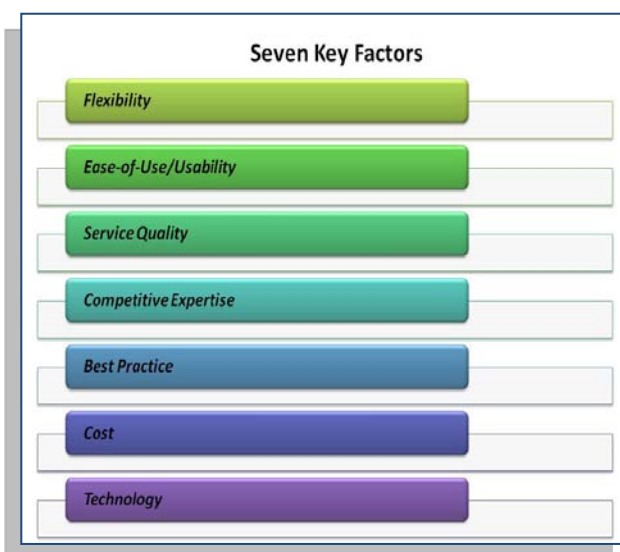 Seven Key Factors
Flexibility
Ease-of-Use/Usability
Service Quality
Competitive Expertise
Best Practice
Cost
Technology